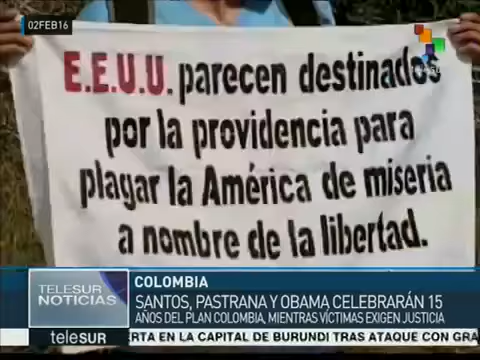 02FEB16
E.E.U.U. parecen destinados
por la providencia para
plagar la América de miseria
a nombre de la libertad.
TELESUR
NOTICIAS
COLOMBIA
SANTOS, PASTRANA Y OBAMA CELEBRARÁN 15
AÑOS DEL PLAN COLOMBIA, MIENTRAS VÍCTIMAS EXIGEN JUSTICIA
telesur
ERTA EN LA CAPITAL DE BURUNDI TRAS ATAQUE CON GR